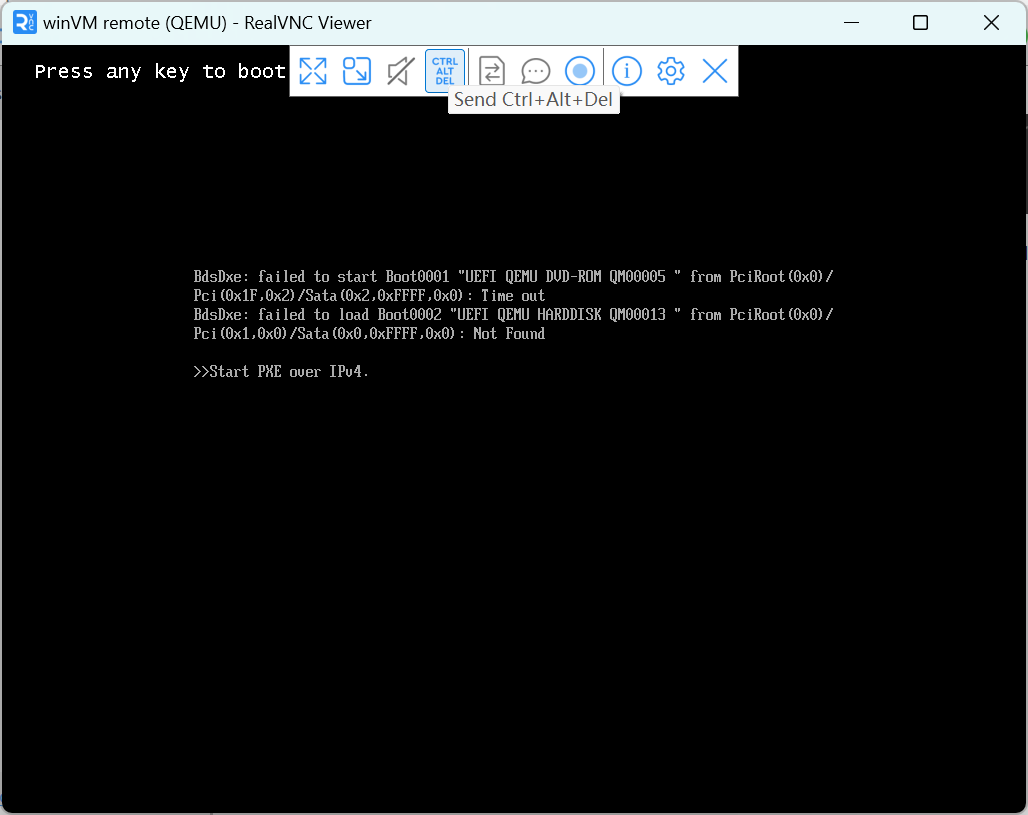 winVM remote (QEMU) - RealVNC Viewer
Press any key to boot
CTRL
ALT
DEL
Send Ctrl+Alt+Del
BdsDxe: failed to start Boot0001 "UEFI QEMU DVD-ROM QM00005 " from PciRoot(0x0)/
Pci(0x1F,0x2)/Sata(0x2,0xFFFF,0x0): Time out
BdsDxe: failed to load Boot0002 "UEFI QEMU HARDDISK QM00013 " from PciRoot(0x0)/
Pci(0x1,0x0)/Sata(0x0,0xFFFF,0x0): Not Found
>>Start PXE over IPv4.